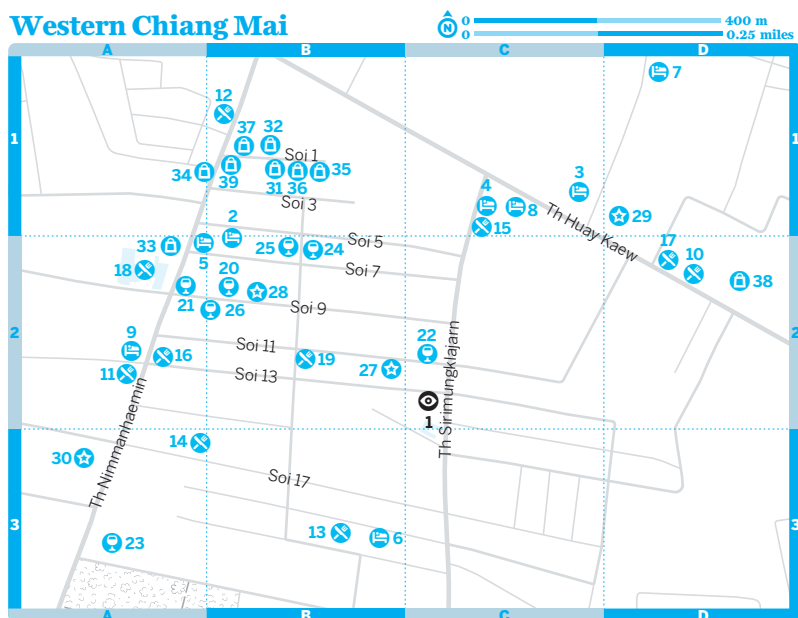 Western Chiang Mai
N
0 400 m
0 0.25 miles
A B C D
7
12
1 1
37 32
Soi 1
34 39 31 36 35
3
4
8
Soi 3
29
15
Th Huay Kaew
2
33 5 25 24
Soi 5
17 10
18
Soi 7
20
38
21 26 28
Soi 9
2 2
22
9
Soi 11
16 19
27
11
Soi 13
1
Th Sirimungklajarn
Th Nimmanhaemin
14
30
Soi 17
3 3
13 6
23
A B C D